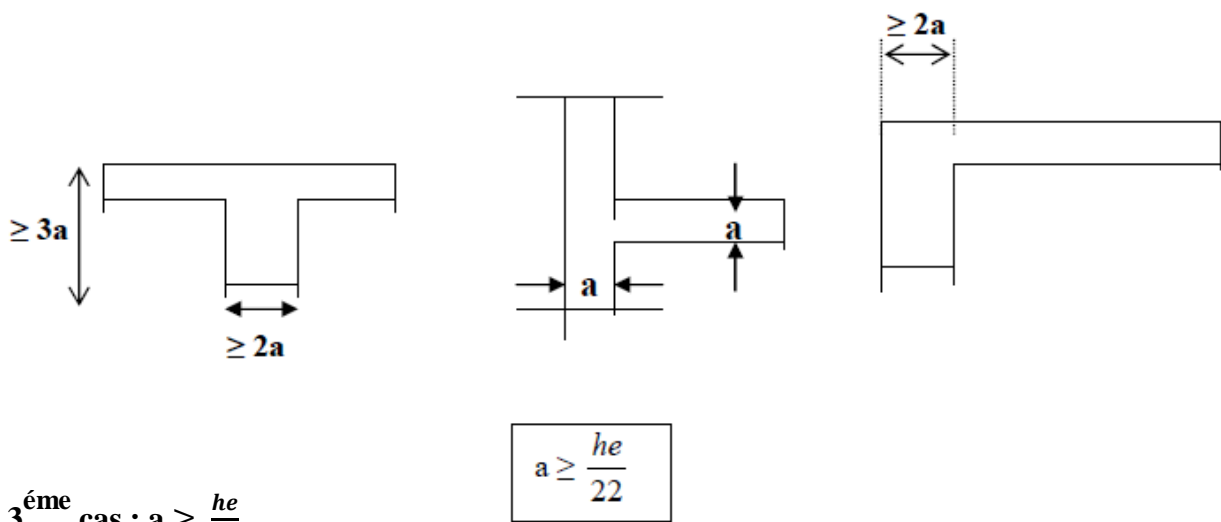 ≥ 2a
≥ 3a
a
a
≥ 2a
a ≥ he/22
3éme cas : a ≥ he